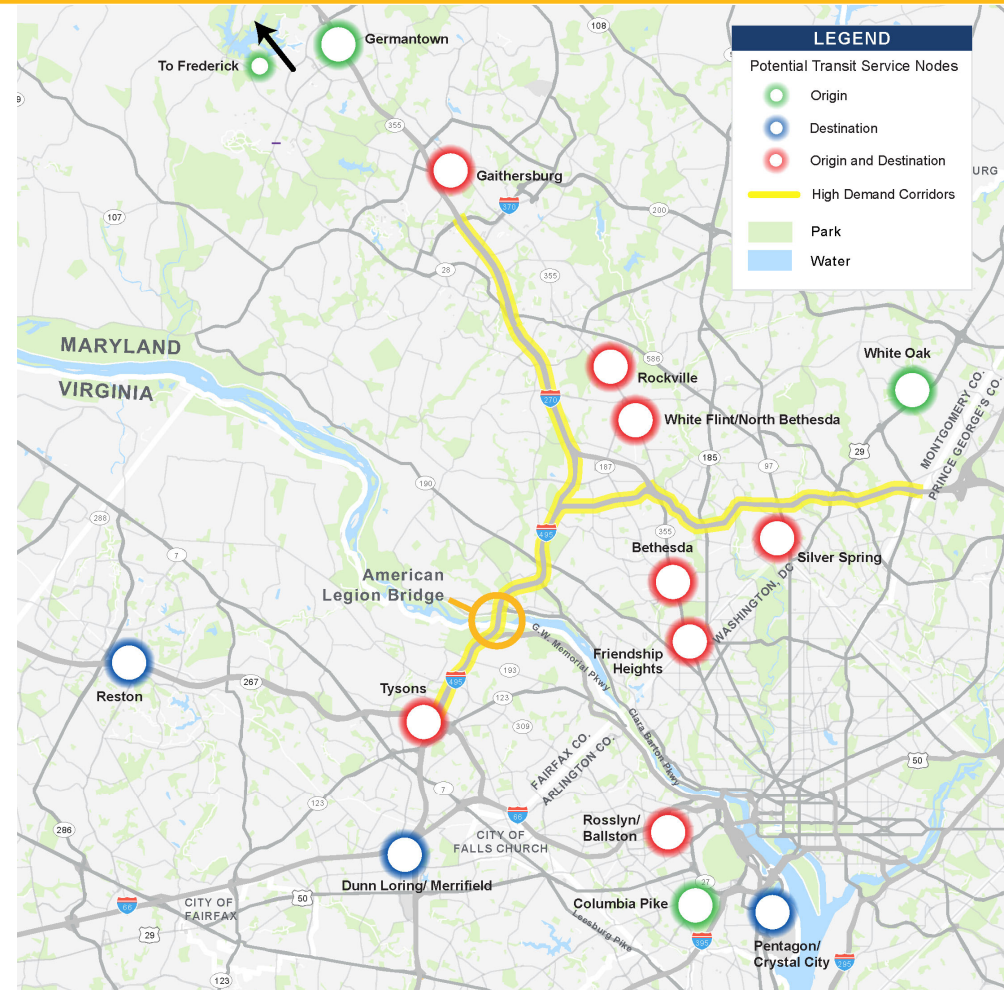 108
Germantown
To Frederick
LEGEND
Potential Transit Service Nodes
Origin
Destination
Origin and Destination
High Demand Corridors
Park
Water
355
Gaithersburg
URG
370
107
200
28
355
MARYLAND
VIRGINIA
White Oak
586
Rockville
MONTGOMERY CO.
PRINCE GEORGE'S CO.
270
White Flint/North Bethesda
29
185
187
97
190
286
355
495
7
Bethesda
Silver Spring
American
Legion Bridge
WASHINGTON, DC
G.W. Memorial Pkwy
Friendship
Heights
Reston
267
193
495
Tysons
123
309
Clara Barton Pkwy
FAIRFAX CO.
ARLINGTON CO.
50
7
123
66
286
CITY OF
FALLS CHURCH
Rosslyn/
Ballston
Dunn Loring/ Merrifield
27
50
66
CITY OF
FAIRFAX
29
Columbia Pike
Leesburg Pike
395
Pentagon/
Crystal City
295
123